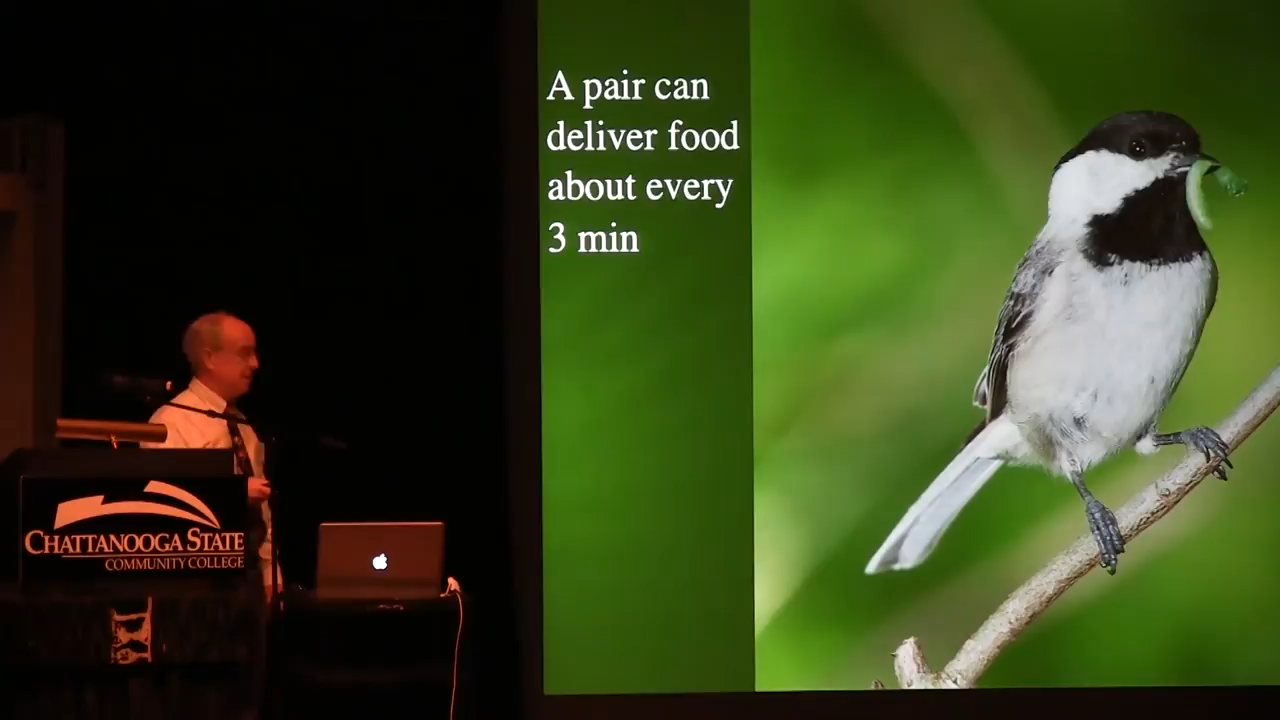 A pair can
deliver food
about every
3 min
CHATTANOOGA STATE
COMMUNITY COLLEGE